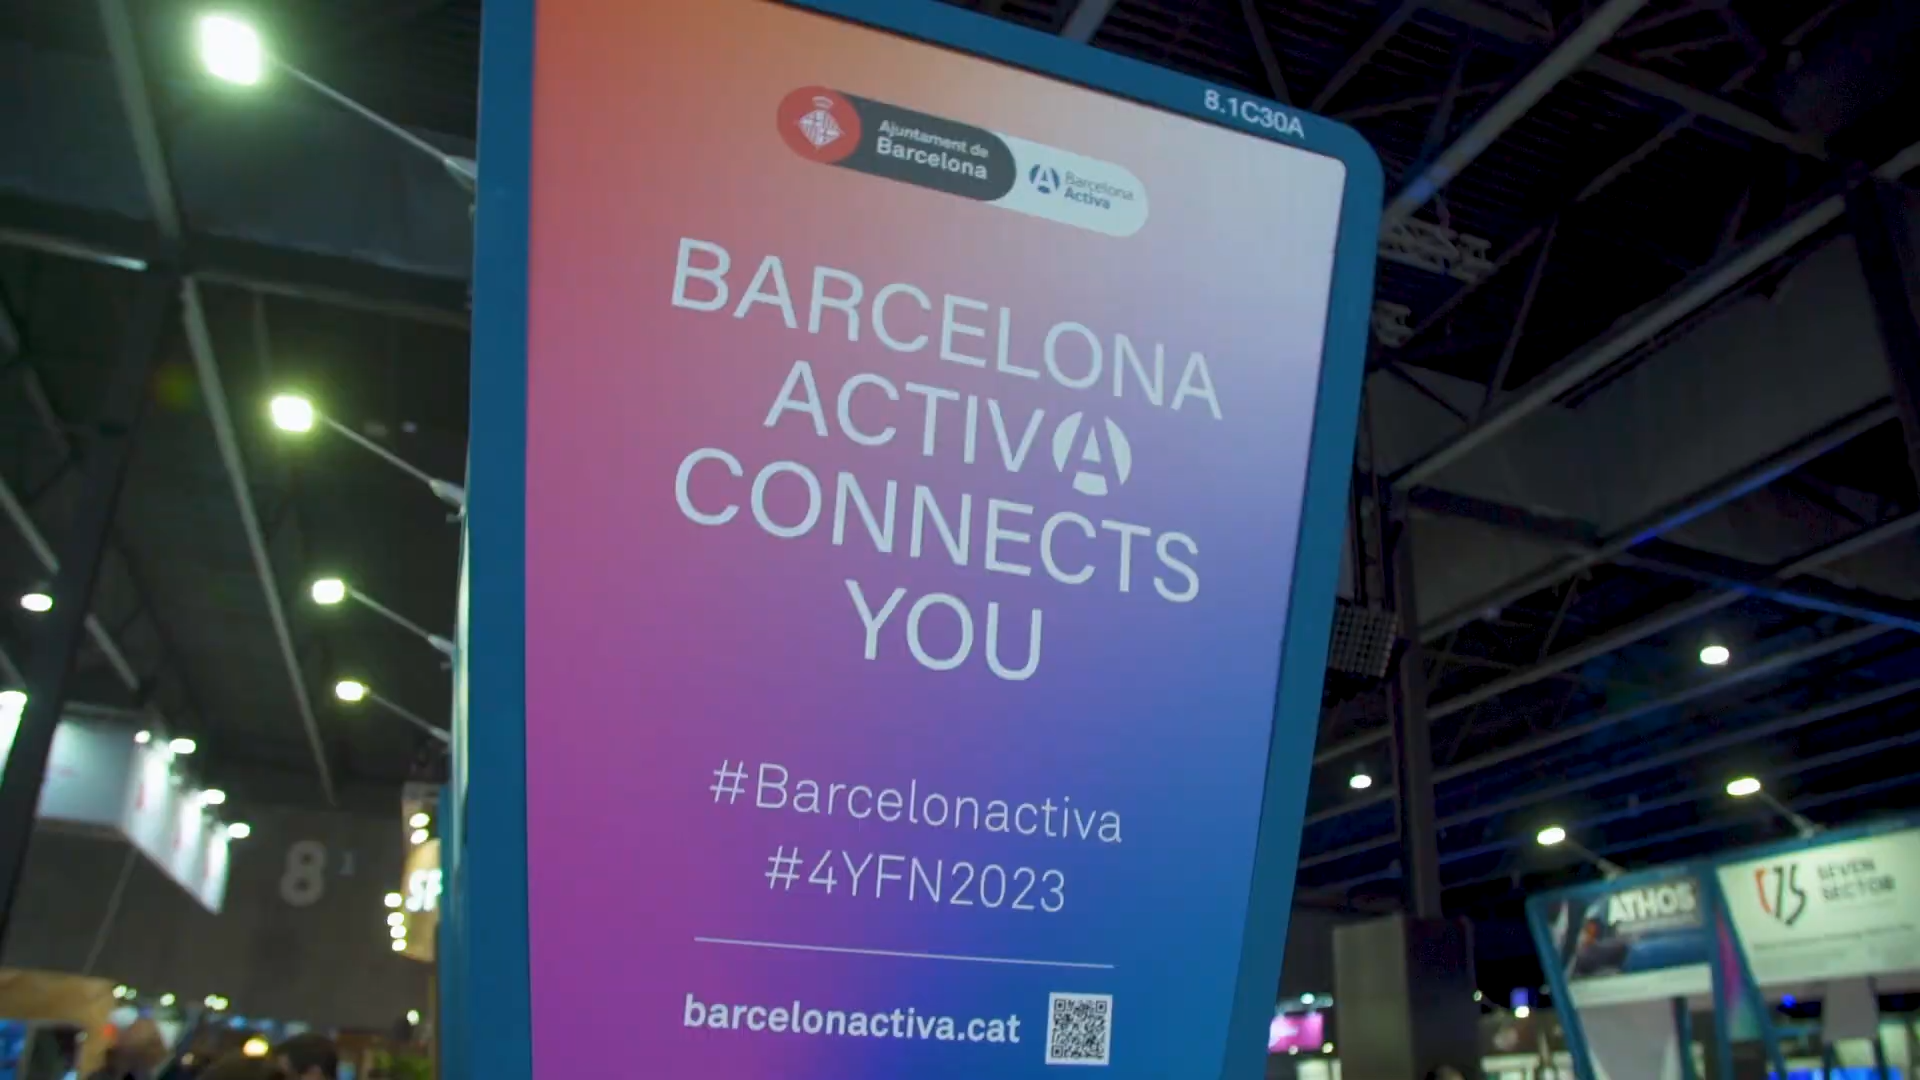 8.1C30A
Ajuntament de
Barcelona
Barcelona
Activa
BARCELONA
ACTIVA
CONNECTS
YOU
#Barcelonactiva
#4YFN2023
barcelonactiva.cat
8
ATHOS
75 SEVEN
SECTOR